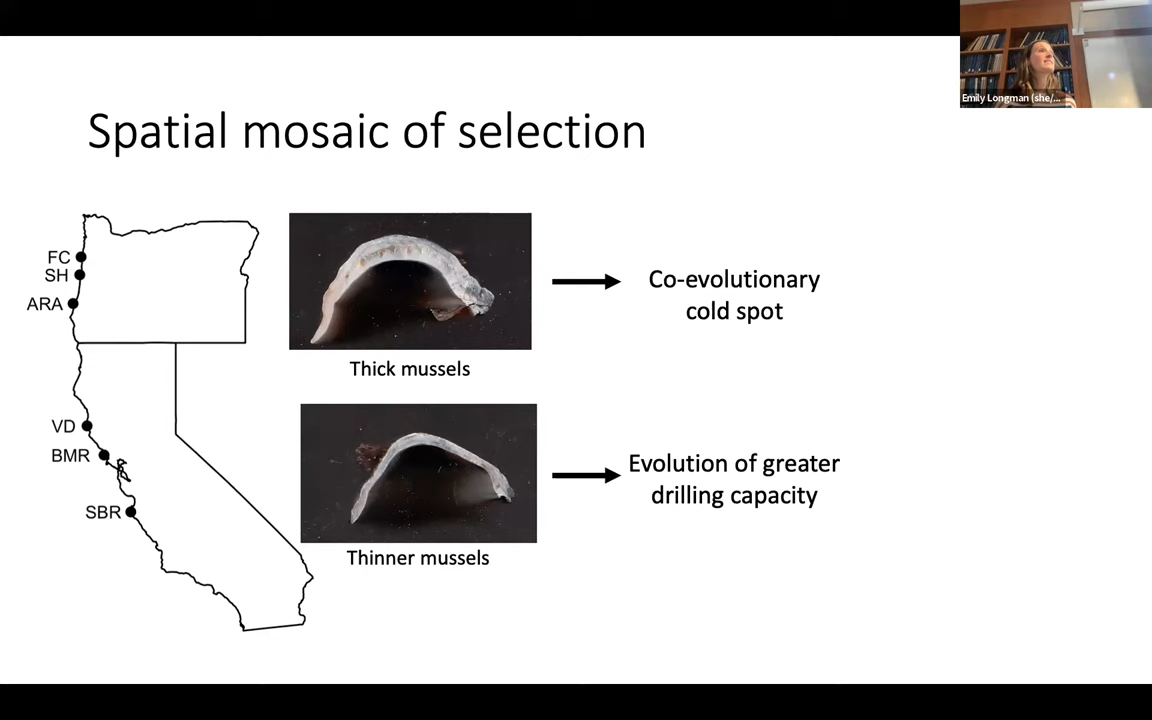 Emily Longman (she/...
Spatial mosaic of selection
FC
SH
ARA
VD
BMR
SBR
Thick mussels
Co-evolutionary
cold spot
Thinner mussels
Evolution of greater
drilling capacity